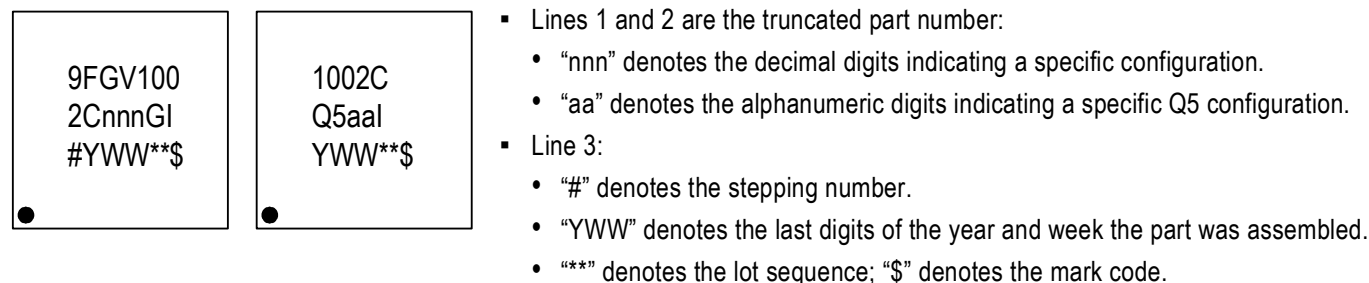 9FGV100
2CnnnGI
#YWW**$
1002C
Q5aaI
YWW**$
▪ Lines 1 and 2 are the truncated part number:
• “nnn” denotes the decimal digits indicating a specific configuration.
• “aa” denotes the alphanumeric digits indicating a specific Q5 configuration.
▪ Line 3:
• “#” denotes the stepping number.
• “YWW” denotes the last digits of the year and week the part was assembled.
• “**” denotes the lot sequence; “$” denotes the mark code.